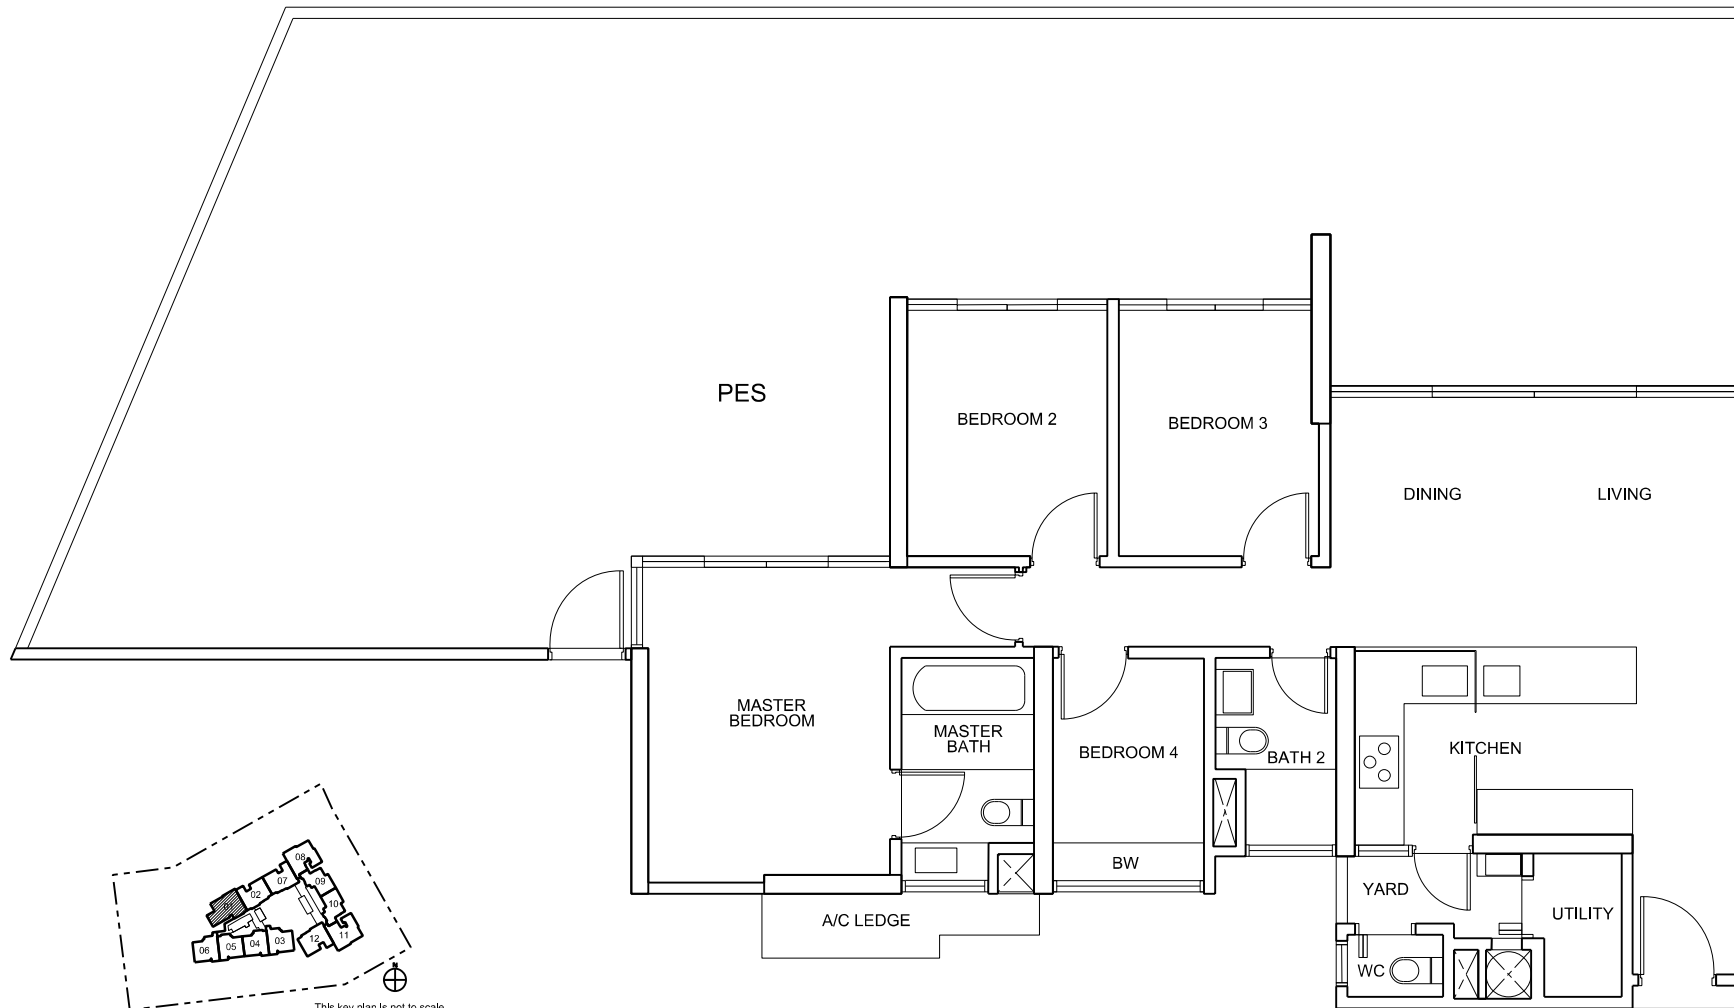 PES
BEDROOM 2
BEDROOM 3
DINING
LIVING
MASTER
BEDROOM
MASTER
BATH
BEDROOM 4
BATH 2
KITCHEN
BW
YARD
UTILITY
A/C LEDGE
WC
08
07
09
02
01
10
03
04
05
06
12
11
N
This key plan is not to scale